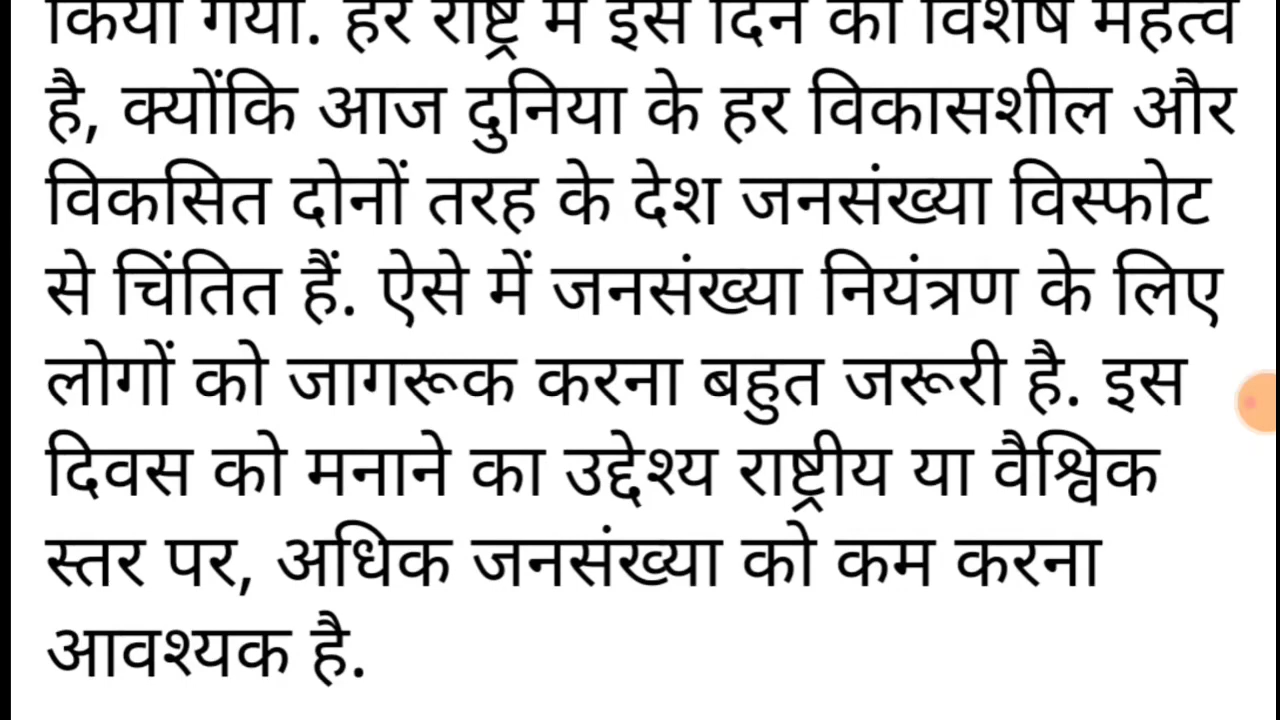 किया गया. हर राष्ट्र में इस दिन का विशेष महत्व
है, क्योंकि आज दुनिया के हर विकासशील और
विकसित दोनों तरह के देश जनसंख्या विस्फोट
से चिंतित हैं. ऐसे में जनसंख्या नियंत्रण के लिए
लोगों को जागरूक करना बहुत जरूरी है. इस
दिवस को मनाने का उद्देश्य राष्ट्रीय या वैश्विक
स्तर पर, अधिक जनसंख्या को कम करना
आवश्यक है.